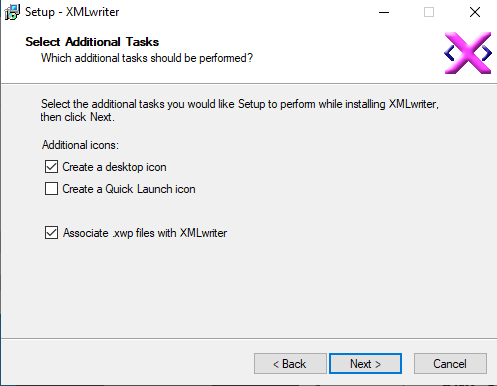 Setup - XMLwriter
Select Additional Tasks
Which additional tasks should be performed?
Select the additional tasks you would like Setup to perform while installing XMLwriter,
then click Next.
Additional icons:
Create a desktop icon
Create a Quick Launch icon
Associate .xwp files with XMLwriter
< Back
Next >
Cancel